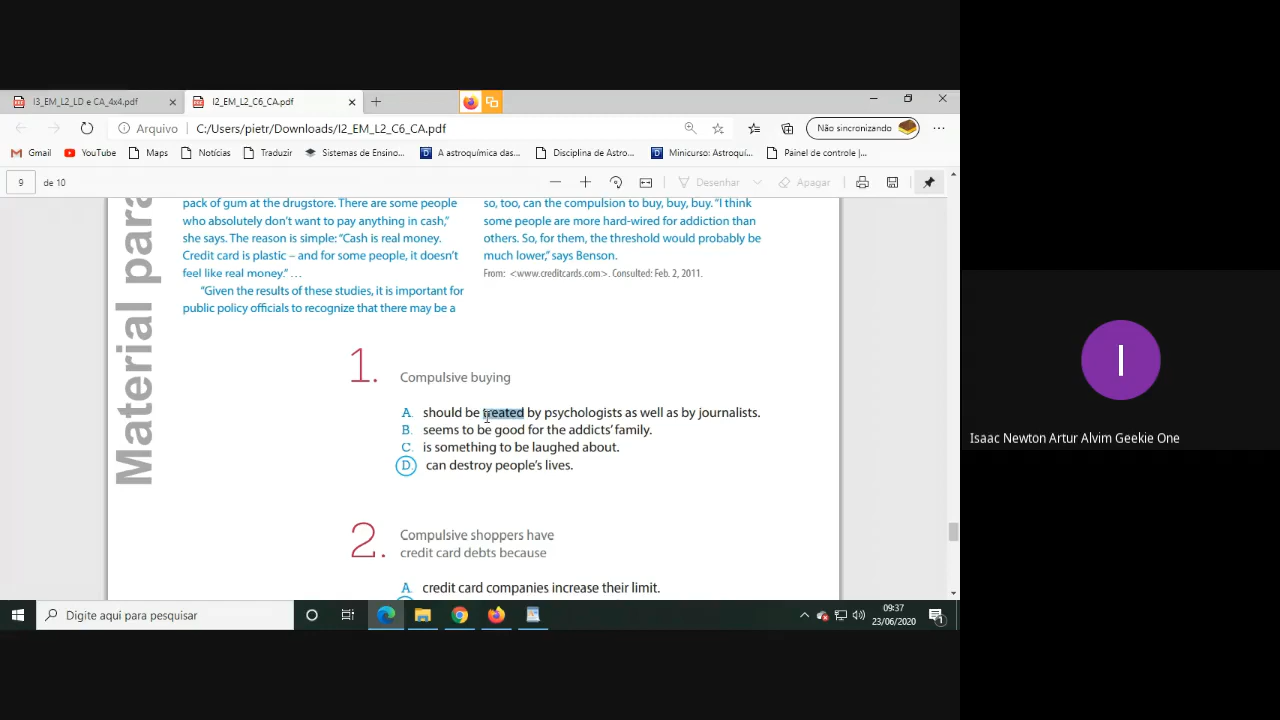 I3_EM_L2_LD e CA_4x4.pdf
I2_EM_L2_C6_CA.pdf
Arquivo
C:/Users/pietr/Downloads/I2_EM_L2_C6_CA.pdf
Não sincronizando
Gmail
YouTube
Maps
Notícias
Traduzir
Sistemas de Ensino...
A astroquímica das...
Disciplina de Astro...
Minicurso: Astroquí...
Painel de controle |...
9 de 10
Desenhar
Apagar
Material para
pack of gum at the drugstore. There are some people
who absolutely don't want to pay anything in cash,"
she says. The reason is simple: "Cash is real money.
Credit card is plastic – and for some people, it doesn't
feel like real money." ...
"Given the results of these studies, it is important for
public policy officials to recognize that there may be a
so, too, can the compulsion to buy, buy, buy. "I think
some people are more hard-wired for addiction than
others. So, for them, the threshold would probably be
much lower," says Benson.
From: <www.creditcards.com>. Consulted: Feb. 2, 2011.
1. Compulsive buying
A. should be treated by psychologists as well as by journalists.
B. seems to be good for the addicts' family.
C. is something to be laughed about.
D. can destroy people's lives.
2. Compulsive shoppers have
credit card debts because
A. credit card companies increase their limit.
I
Isaac Newton Artur Alvim Geekie One
Digite aqui para pesquisar
09:37
23/06/2020
1